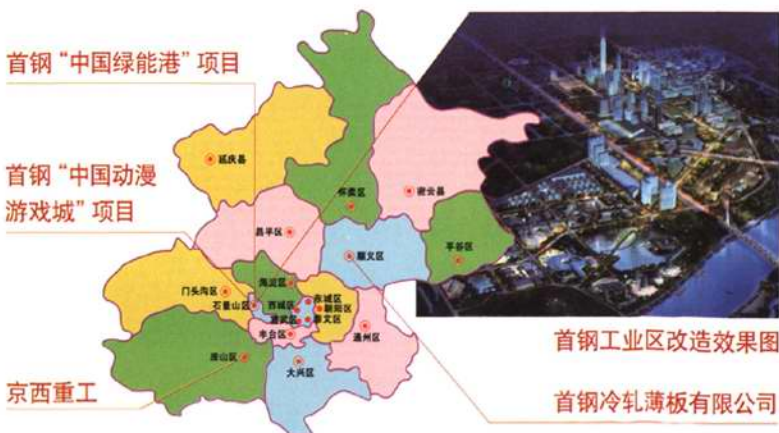 首钢“中国绿能港”项目
首钢“中国动漫
游戏城”项目
京西重工
延庆县
怀柔区
密云县
昌平区
顺义区
平谷区
海淀区
门头沟区
石景山区
西城区
东城区
朝阳区
宣武区
崇文区
丰台区
通州区
房山区
大兴区
首钢工业区改造效果图
首钢冷轧薄板有限公司